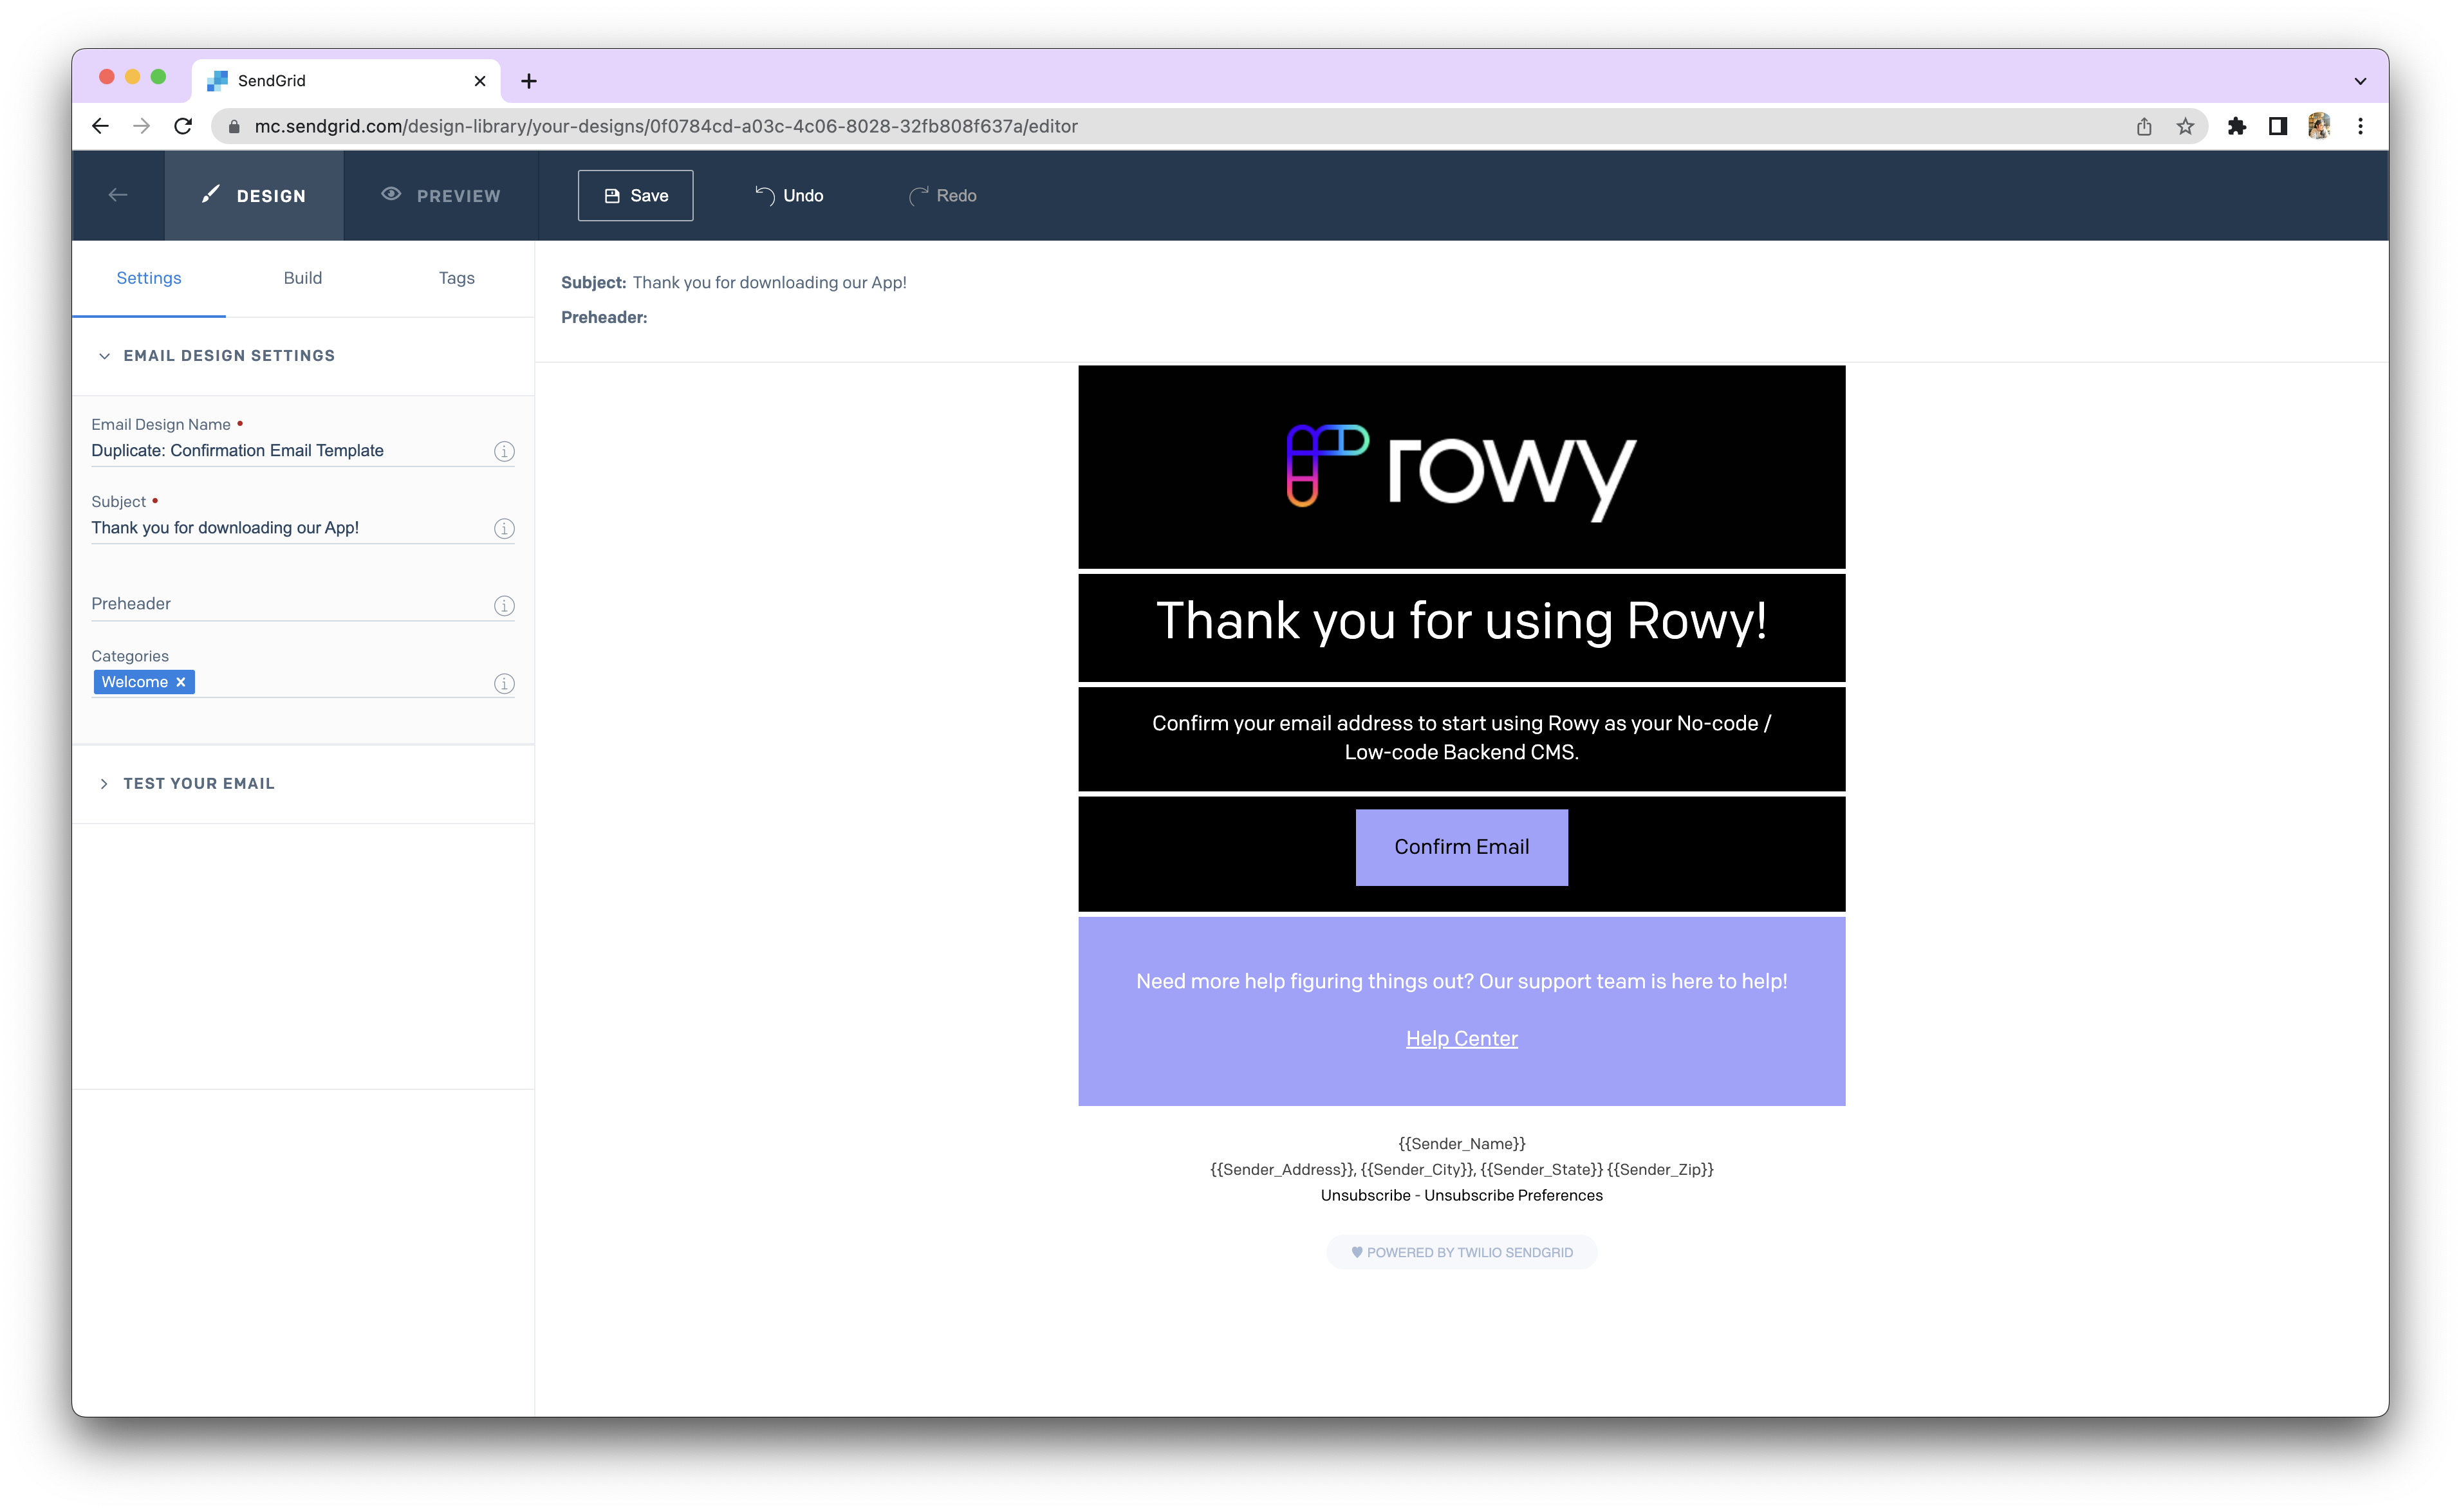 SendGrid
mc.sendgrid.com/design-library/your-designs/0f0784cd-a03c-4c06-8028-32fb808f637a/editor
DESIGN
PREVIEW
Save
Undo
Redo
Settings
Build
Tags
EMAIL DESIGN SETTINGS
Email Design Name
Duplicate: Confirmation Email Template
Subject
Thank you for downloading our App!
Preheader
Categories
Welcome
TEST YOUR EMAIL
Subject: Thank you for downloading our App!
Preheader:
rowy
Thank you for using Rowy!
Confirm your email address to start using Rowy as your No-code /
Low-code Backend CMS.
Confirm Email
Need more help figuring things out? Our support team is here to help!
Help Center
{{Sender_Name}}
{{Sender_Address}}, {{Sender_City}}, {{Sender_State}} {{Sender_Zip}}
Unsubscribe - Unsubscribe Preferences
POWERED BY TWILIO SENDGRID